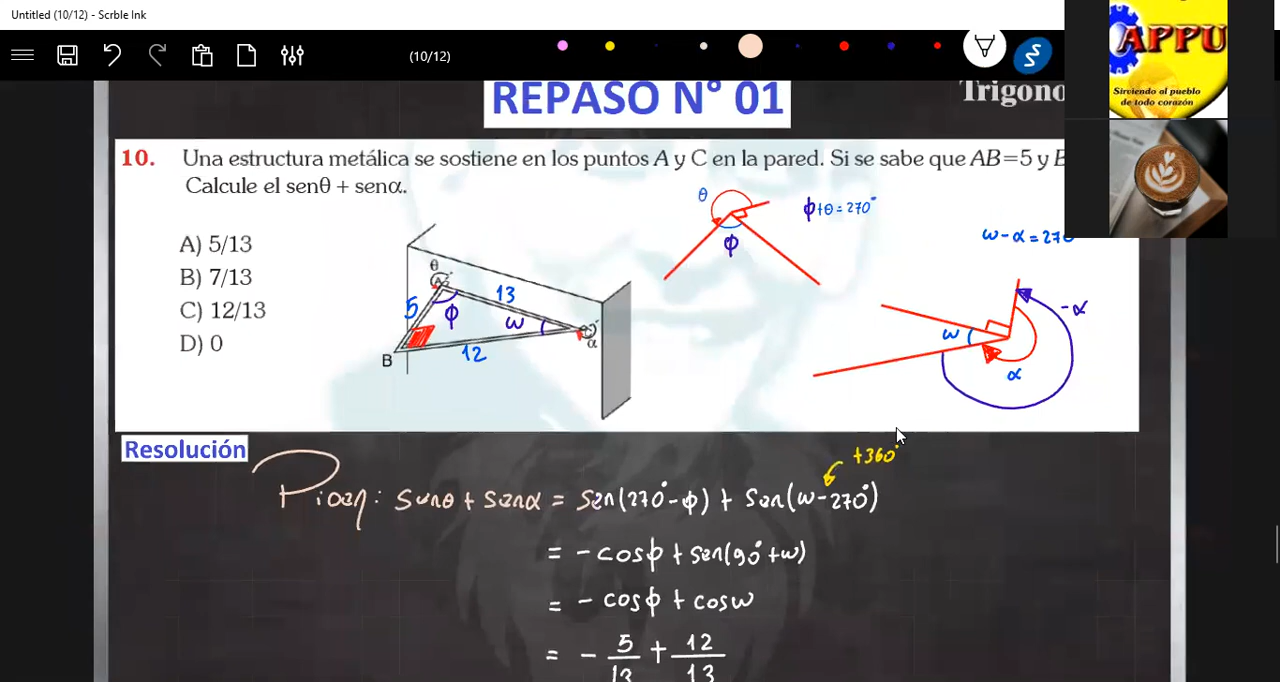 Untitled (10/12) - Scrble Ink
(10/12)
CAPPU
Sirviendo al pueblo
de todo corazón
REPASO N° 01
Trigono
10. Una estructura metálica se sostiene en los puntos A y C en la pared. Si se sabe que AB=5 y B
Calcule el senθ + senα.
A) 5/13
B) 7/13
C) 12/13
D) 0
θ
A
13
5
ϕ
ω
α
B
12
θ
ϕ+θ=270°
ϕ
ω-α=270
-α
ω
α
Resolución
+360°
Piden: senθ + senα = sen(270°-ϕ) + sen(ω-270°)
= -cosϕ + sen(90°+ω)
= -cosϕ + cosω
= - 5/13 + 12/13